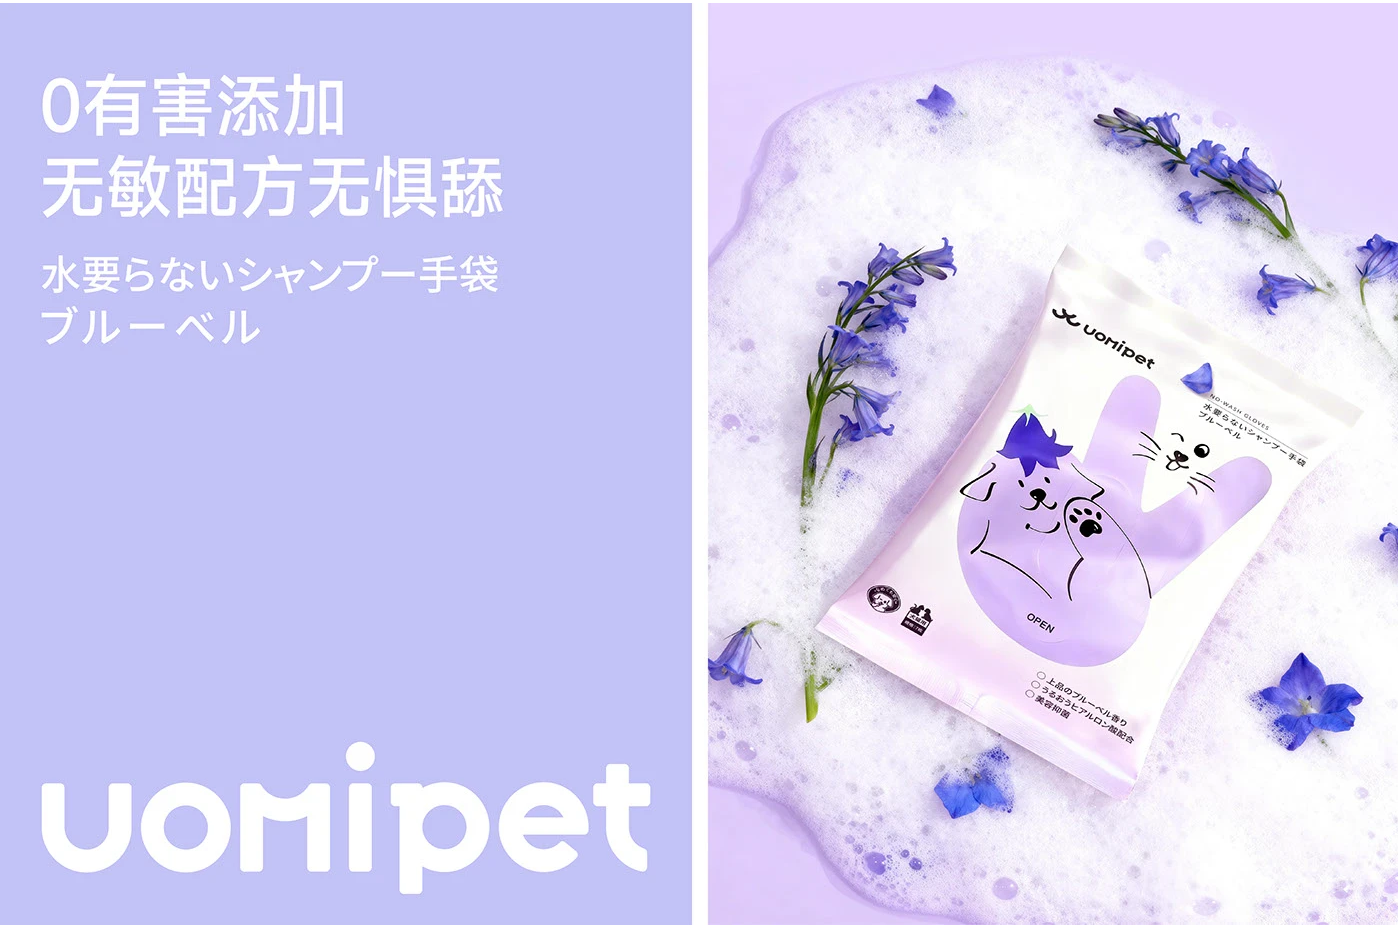 0有害添加
无敏配方无惧舔
水要らないシャンプー手袋
ブルーベル
uomipet
uomipet
NO-WASH GLOVES
水要らないシャンプー手袋
ブルーベル
OPEN
上品のブルーベル香り
うるおうヒアルロン酸配合
美容抑菌